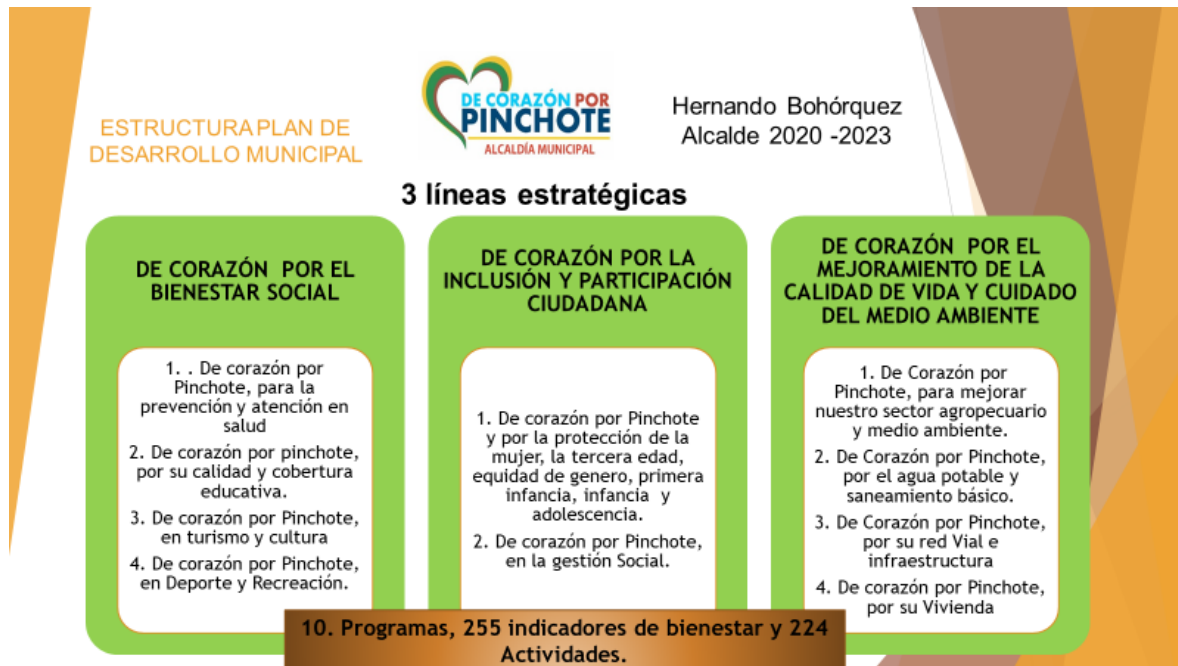 ESTRUCTURA PLAN DE
DESARROLLO MUNICIPAL
DE CORAZÓN POR
PINCHOTE
ALCALDÍA MUNICIPAL
Hernando Bohórquez
Alcalde 2020 -2023
3 líneas estratégicas
DE CORAZÓN POR EL
BIENESTAR SOCIAL
1. . De corazón por
Pinchote, para la
prevención y atención en
salud
2. De corazón por pinchote,
por su calidad y cobertura
educativa.
3. De corazón por Pinchote,
en turismo y cultura
4. De corazón por Pinchote,
en Deporte y Recreación.
DE CORAZÓN POR LA
INCLUSIÓN Y PARTICIPACIÓN
CIUDADANA
1. De corazón por Pinchote
y por la protección de la
mujer, la tercera edad,
equidad de genero, primera
infancia, infancia y
adolescencia.
2. De corazón por Pinchote,
en la gestión Social.
DE CORAZÓN POR EL
MEJORAMIENTO DE LA
CALIDAD DE VIDA Y CUIDADO
DEL MEDIO AMBIENTE
1. De Corazón por
Pinchote, para mejorar
nuestro sector agropecuario
y medio ambiente.
2. De Corazón por Pinchote,
por el agua potable y
saneamiento básico.
3. De Corazón por Pinchote,
por su red Vial e
infraestructura
4. De corazón por Pinchote,
por su Vivienda
10. Programas, 255 indicadores de bienestar y 224
Actividades.